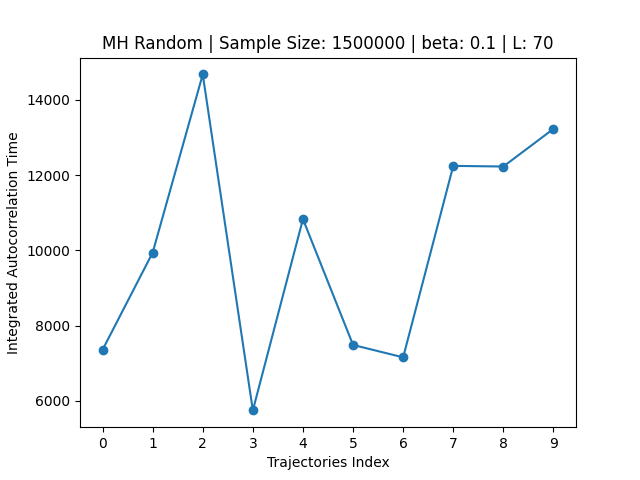 MH Random | Sample Size: 1500000 | beta: 0.1 | L: 70
Integrated Autocorrelation Time
14000
12000
10000
8000
6000
0 1 2 3 4 5 6 7 8 9
Trajectories Index